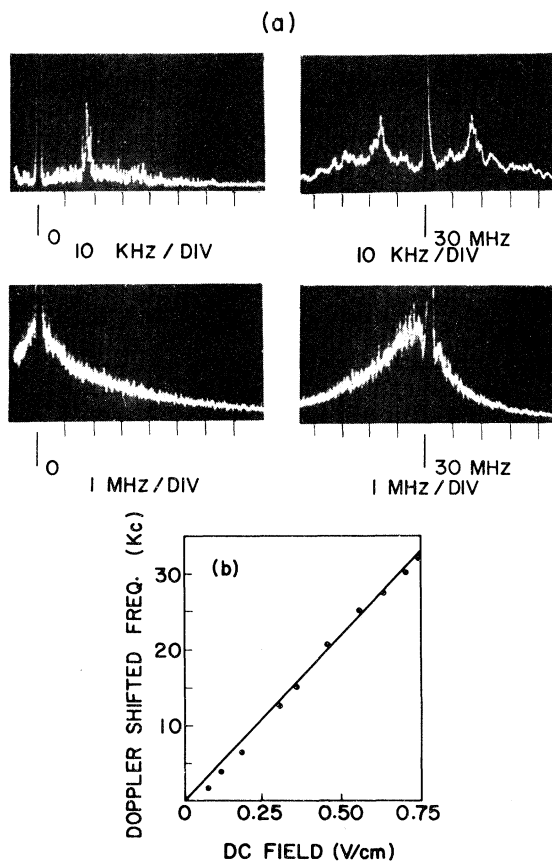 (a)
0
10 KHz / DIV
30 MHz
10 KHz / DIV
0
1 MHz / DIV
30 MHz
1 MHz / DIV
DOPPLER SHIFTED FREQ. (Kc)
(b)
30
20
10
0
0.25
0.50
0.75
DC FIELD (V/cm)